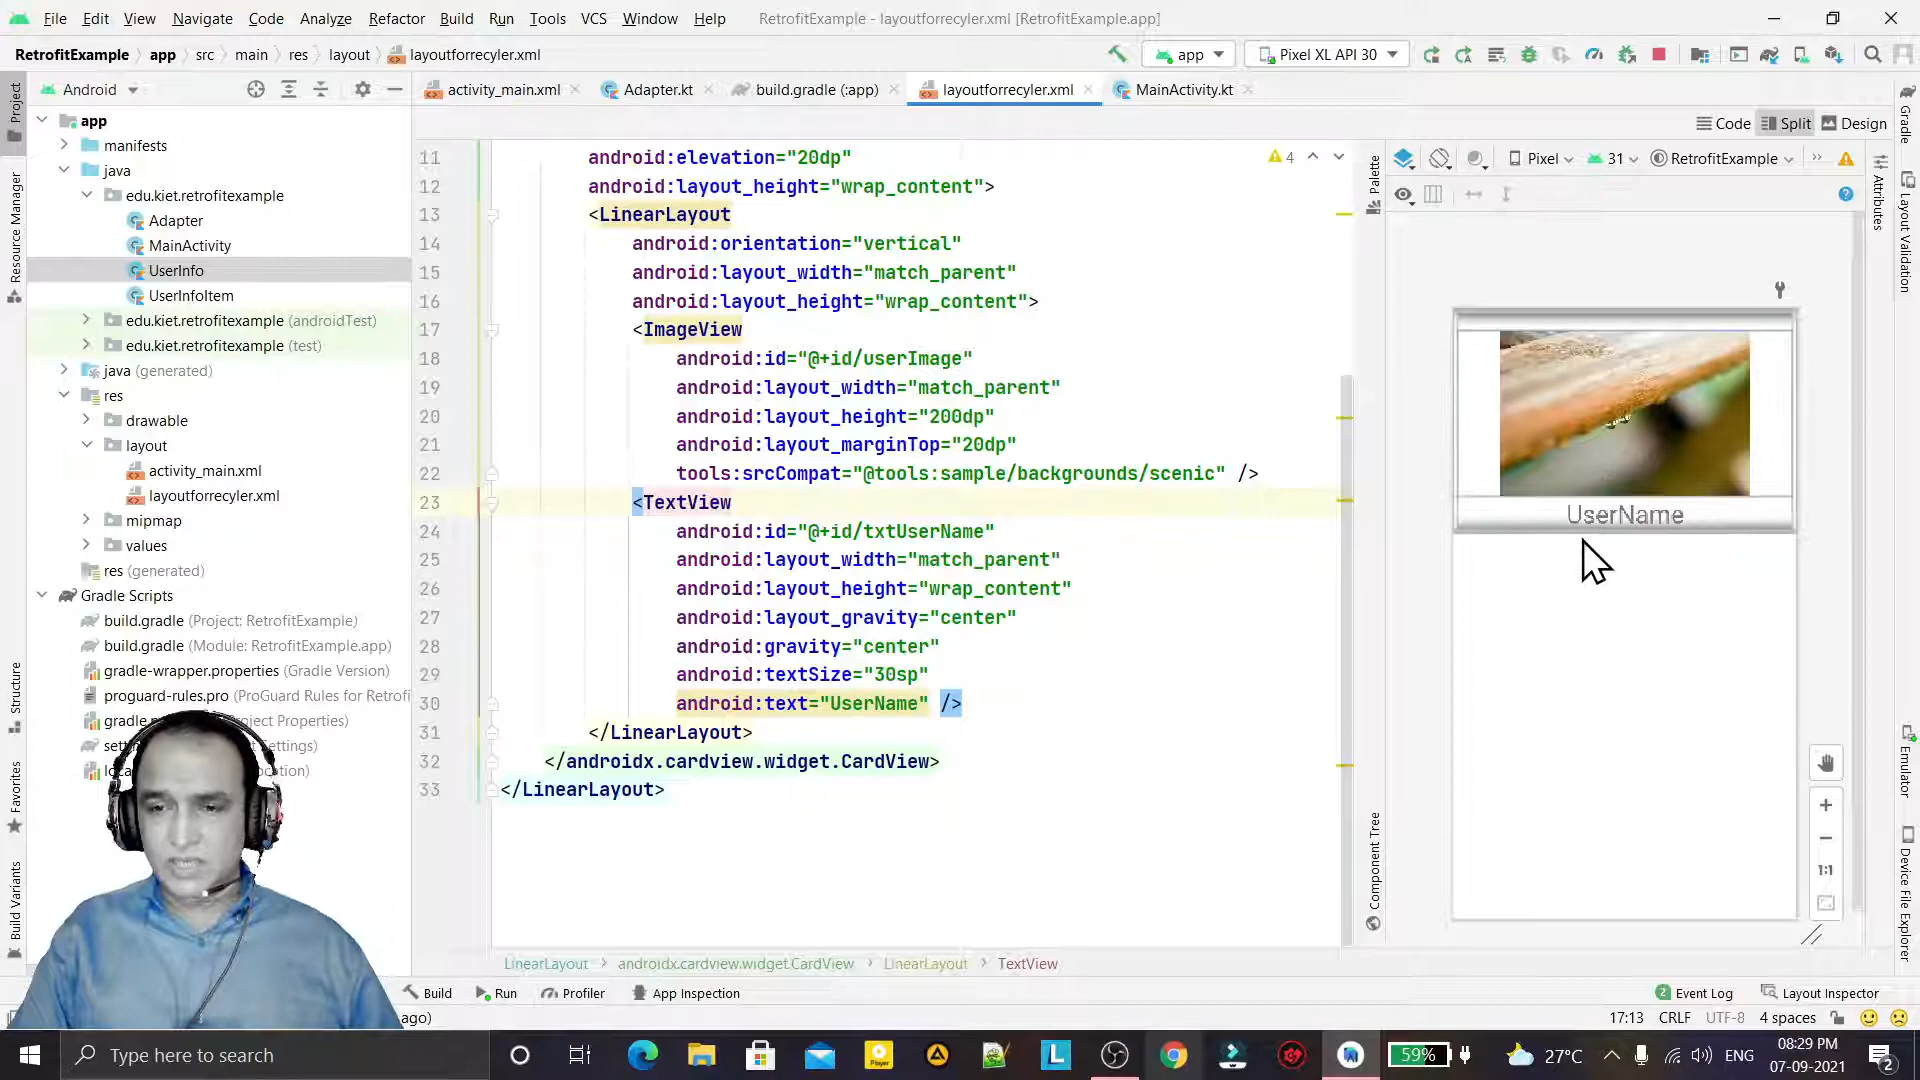 File Edit View Navigate Code Analyze Refactor Build Run Tools VCS Window Help RetrofitExample - layoutforrecyler.xml [RetrofitExample.app]
RetrofitExample app src main res layout layoutforrecyler.xml app Pixel XL API 30
Android activity_main.xml Adapter.kt build.gradle (:app) layoutforrecyler.xml MainActivity.kt
Code Split Design
Project
Resource Manager
Structure
Favorites
Build Variants
app
manifests
java
edu.kiet.retrofitexample
Adapter
MainActivity
UserInfo
UserInfoItem
edu.kiet.retrofitexample (androidTest)
edu.kiet.retrofitexample (test)
java (generated)
res
drawable
layout
activity_main.xml
layoutforrecyler.xml
mipmap
values
res (generated)
Gradle Scripts
build.gradle (Project: RetrofitExample)
build.gradle (Module: RetrofitExample.app)
gradle-wrapper.properties (Gradle Version)
proguard-rules.pro (ProGuard Rules for Retrofi
11 android:elevation="20dp"
12 android:layout_height="wrap_content">
13 <LinearLayout
14 android:orientation="vertical"
15 android:layout_width="match_parent"
16 android:layout_height="wrap_content">
17 <ImageView
18 android:id="@+id/userImage"
19 android:layout_width="match_parent"
20 android:layout_height="200dp"
21 android:layout_marginTop="20dp"
22 tools:srcCompat="@tools:sample/backgrounds/scenic" />
23 <TextView
24 android:id="@+id/txtUserName"
25 android:layout_width="match_parent"
26 android:layout_height="wrap_content"
27 android:layout_gravity="center"
28 android:gravity="center"
29 android:textSize="30sp"
30 android:text="UserName" />
31 </LinearLayout>
32 </androidx.cardview.widget.CardView>
33 </LinearLayout>
4
Palette
Component Tree
Pixel 31 RetrofitExample
UserName
1:1
Attributes
Gradle
Layout Validation
Emulator
Device File Explorer
LinearLayout androidx.cardview.widget.CardView LinearLayout TextView
Build Run Profiler App Inspection 2 Event Log Layout Inspector
ago) 17:13 CRLF UTF-8 4 spaces
Type here to search
Player
L
59% 27°C ENG
08:29 PM
07-09-2021
2